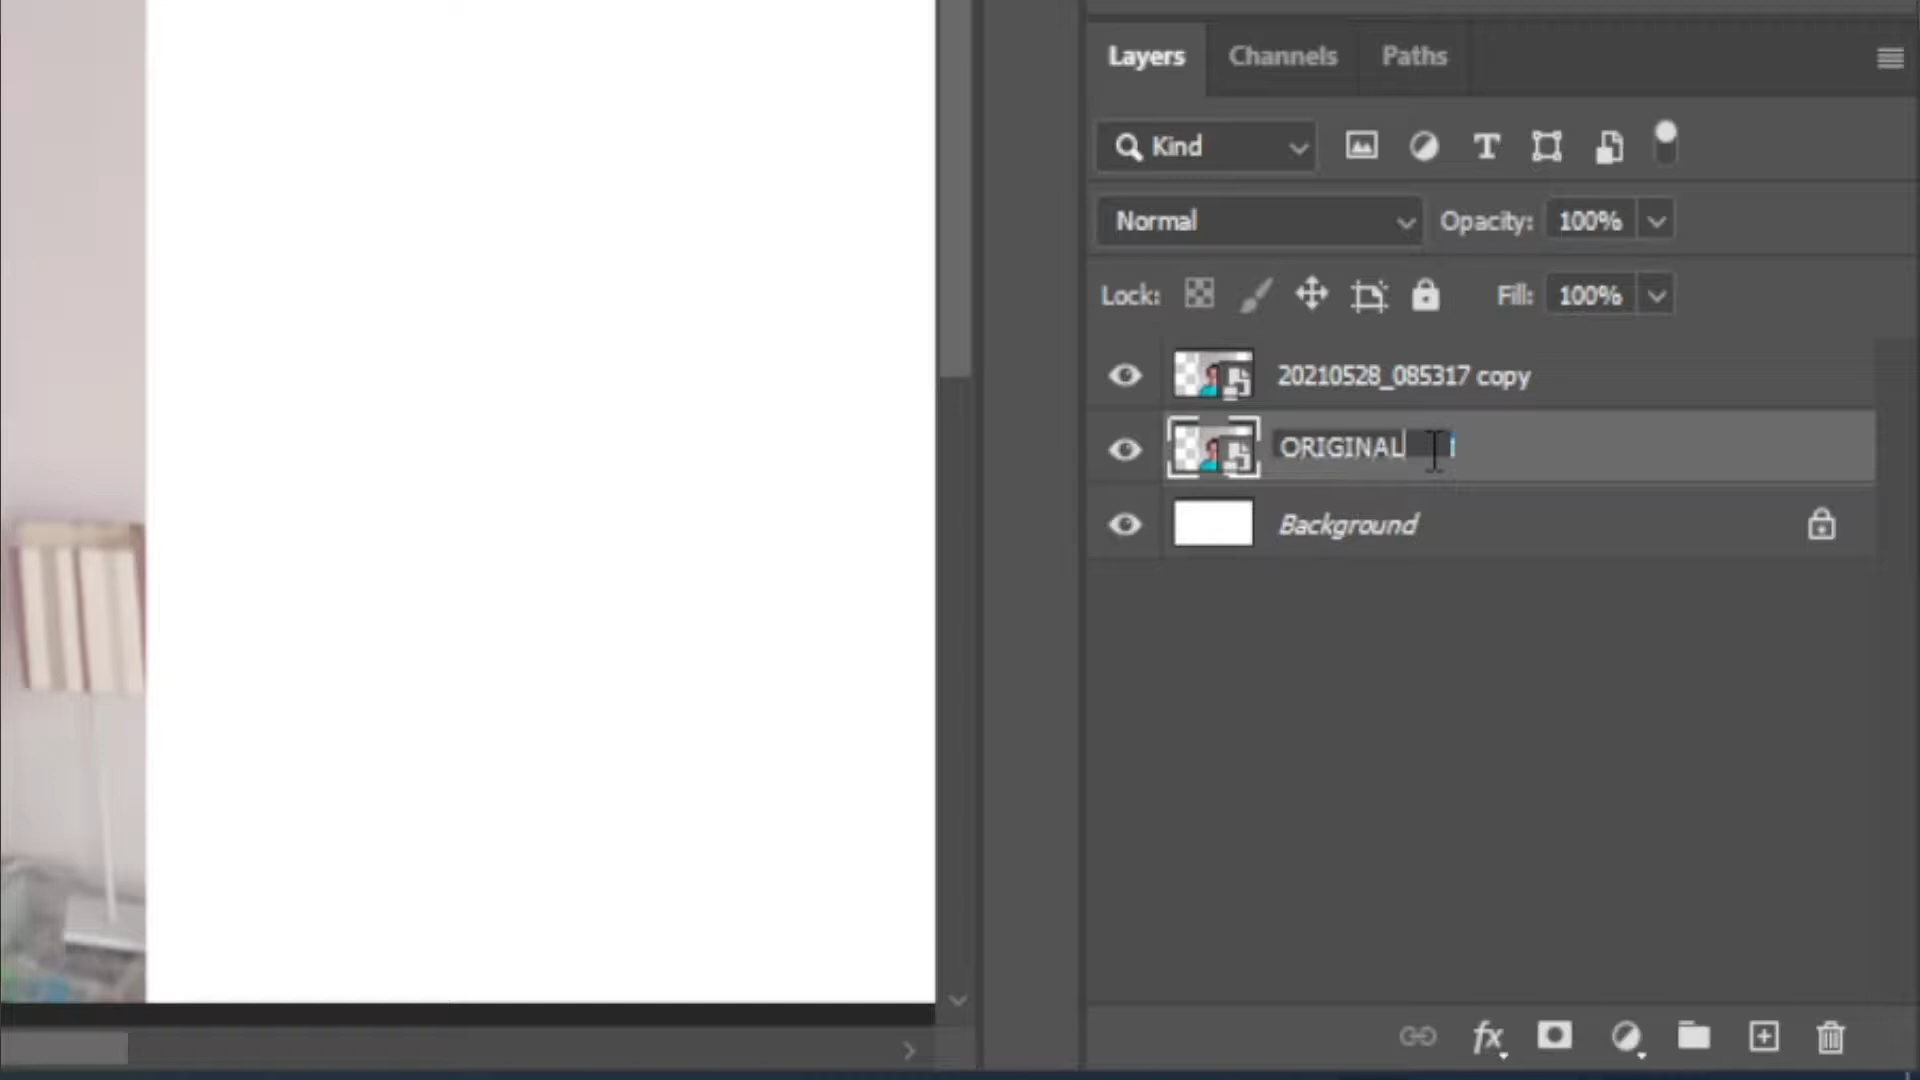 Layers Channels Paths
Kind
Normal Opacity: 100%
Lock: Fill: 100%
20210528_085317 copy
ORIGINAL
Background
fx